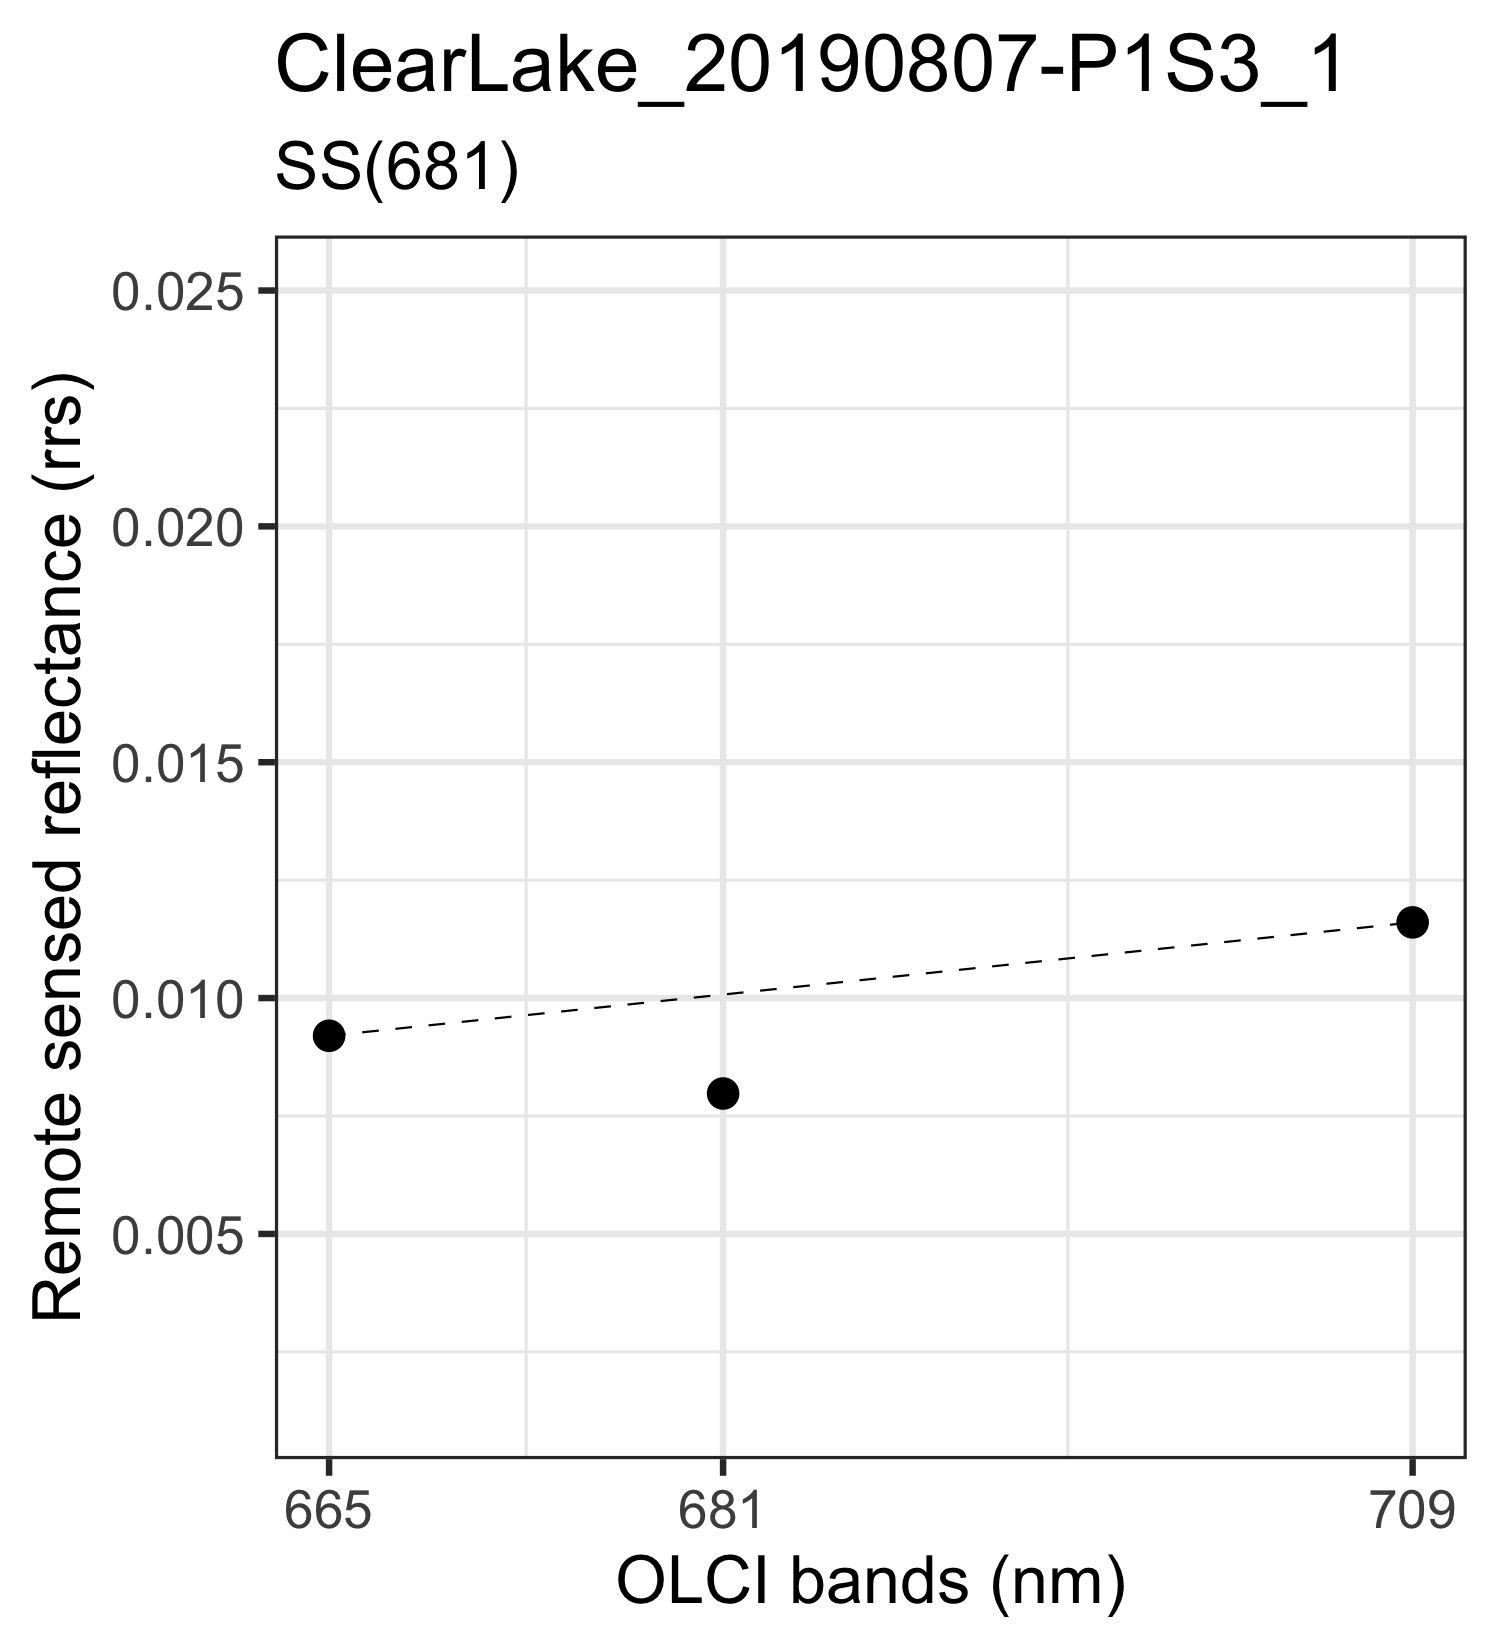 ClearLake_20190807-P1S3_1
SS(681)
Remote sensed reflectance (rrs)
0.025
0.020
0.015
0.010
0.005
665
681
709
OLCI bands (nm)